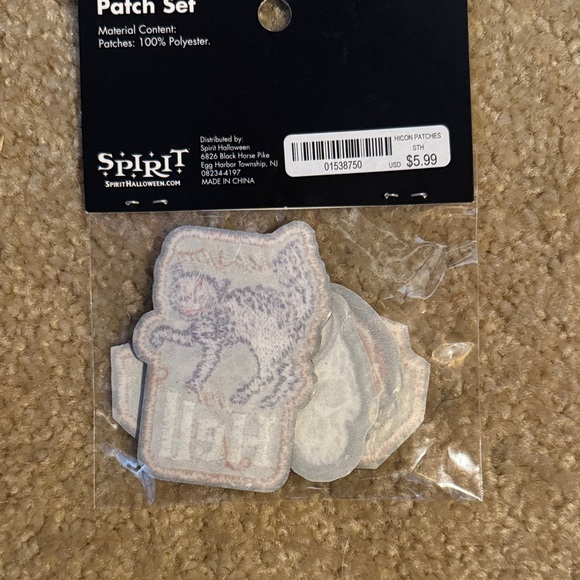 Patch Set
Material Content:
Patches: 100% Polyester.
Distributed by:
Spirit Halloween
6826 Black Horse Pike
Egg Harbor Township, NJ
08234-4197
MADE IN CHINA
SPIRIT
SPIRITHALLOWEEN.COM
HICON PATCHES
STH
01538750
USD $5.99